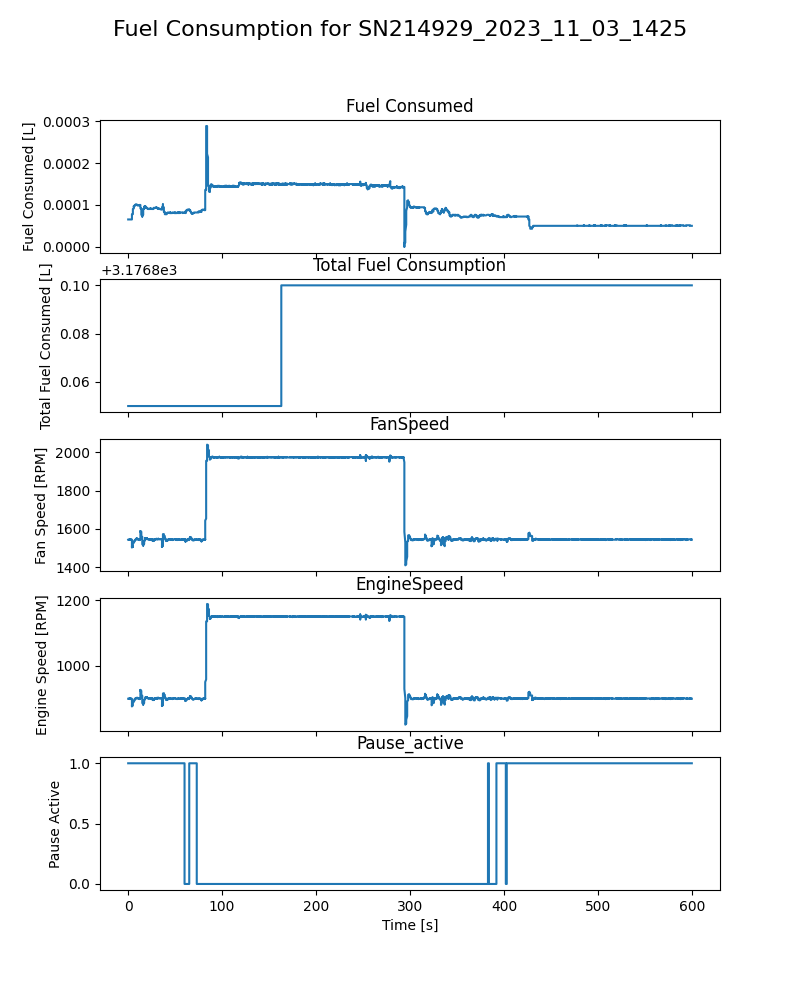 Fuel Consumption for SN214929_2023_11_03_1425
Fuel Consumed
Fuel Consumed [L]
0.0003
0.0002
0.0001
0.0000
Total Fuel Consumption
+3.1768e3
Total Fuel Consumed [L]
0.10
0.08
0.06
FanSpeed
Fan Speed [RPM]
2000
1800
1600
1400
EngineSpeed
Engine Speed [RPM]
1200
1000
Pause_active
Pause Active
1.0
0.5
0.0
0 100 200 300 400 500 600
Time [s]